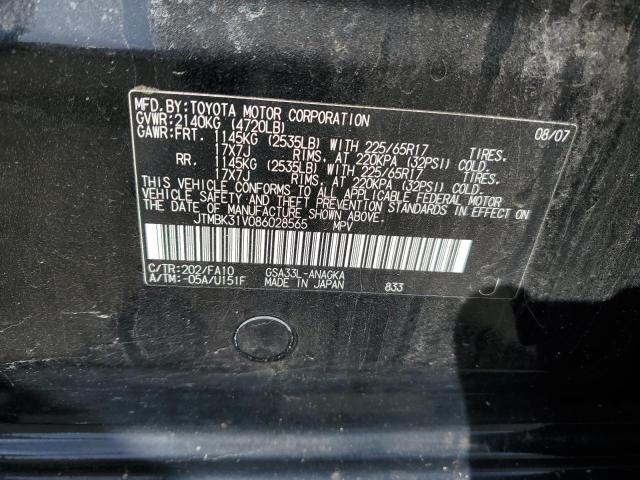 MFD. BY: TOYOTA MOTOR CORPORATION 08/07
GVWR: 2140KG (4720LB)
GAWR: FRT. 1145KG (2535LB) WITH 225/65R17 TIRES.
17X7J RIMS. AT 220KPA (32PSI) COLD.
RR. 1145KG (2535LB) WITH 225/65R17 TIRES.
17X7J RIMS. AT 220KPA (32PSI) COLD.
THIS VEHICLE CONFORMS TO ALL APPLICABLE FEDERAL MOTOR
VEHICLE SAFETY AND THEFT PREVENTION STANDARDS IN EFFECT ON
THE DATE OF MANUFACTURE SHOWN ABOVE.
JTMBK31V086028565 MPV
C/TR: 202/FA10 GSA33L-ANAGKA
A/TM: -05A/U151F MADE IN JAPAN 833